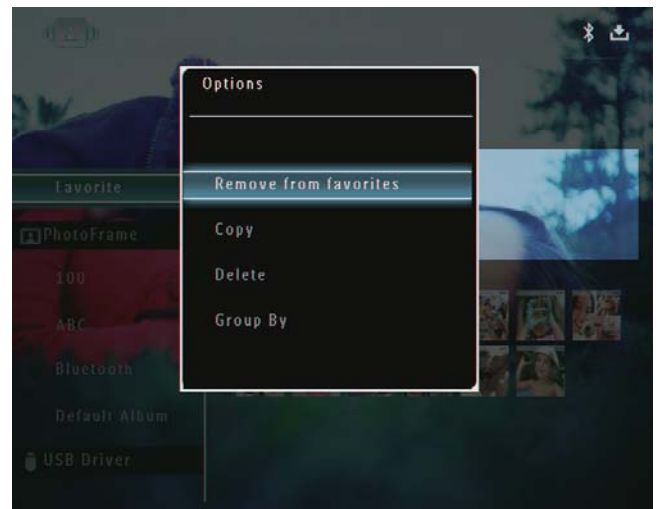 Options
Remove from favorites
Copy
Delete
Group By
Favorite
PhotoFrame
100
ABC
Bluetooth
Default Album
USB Driver